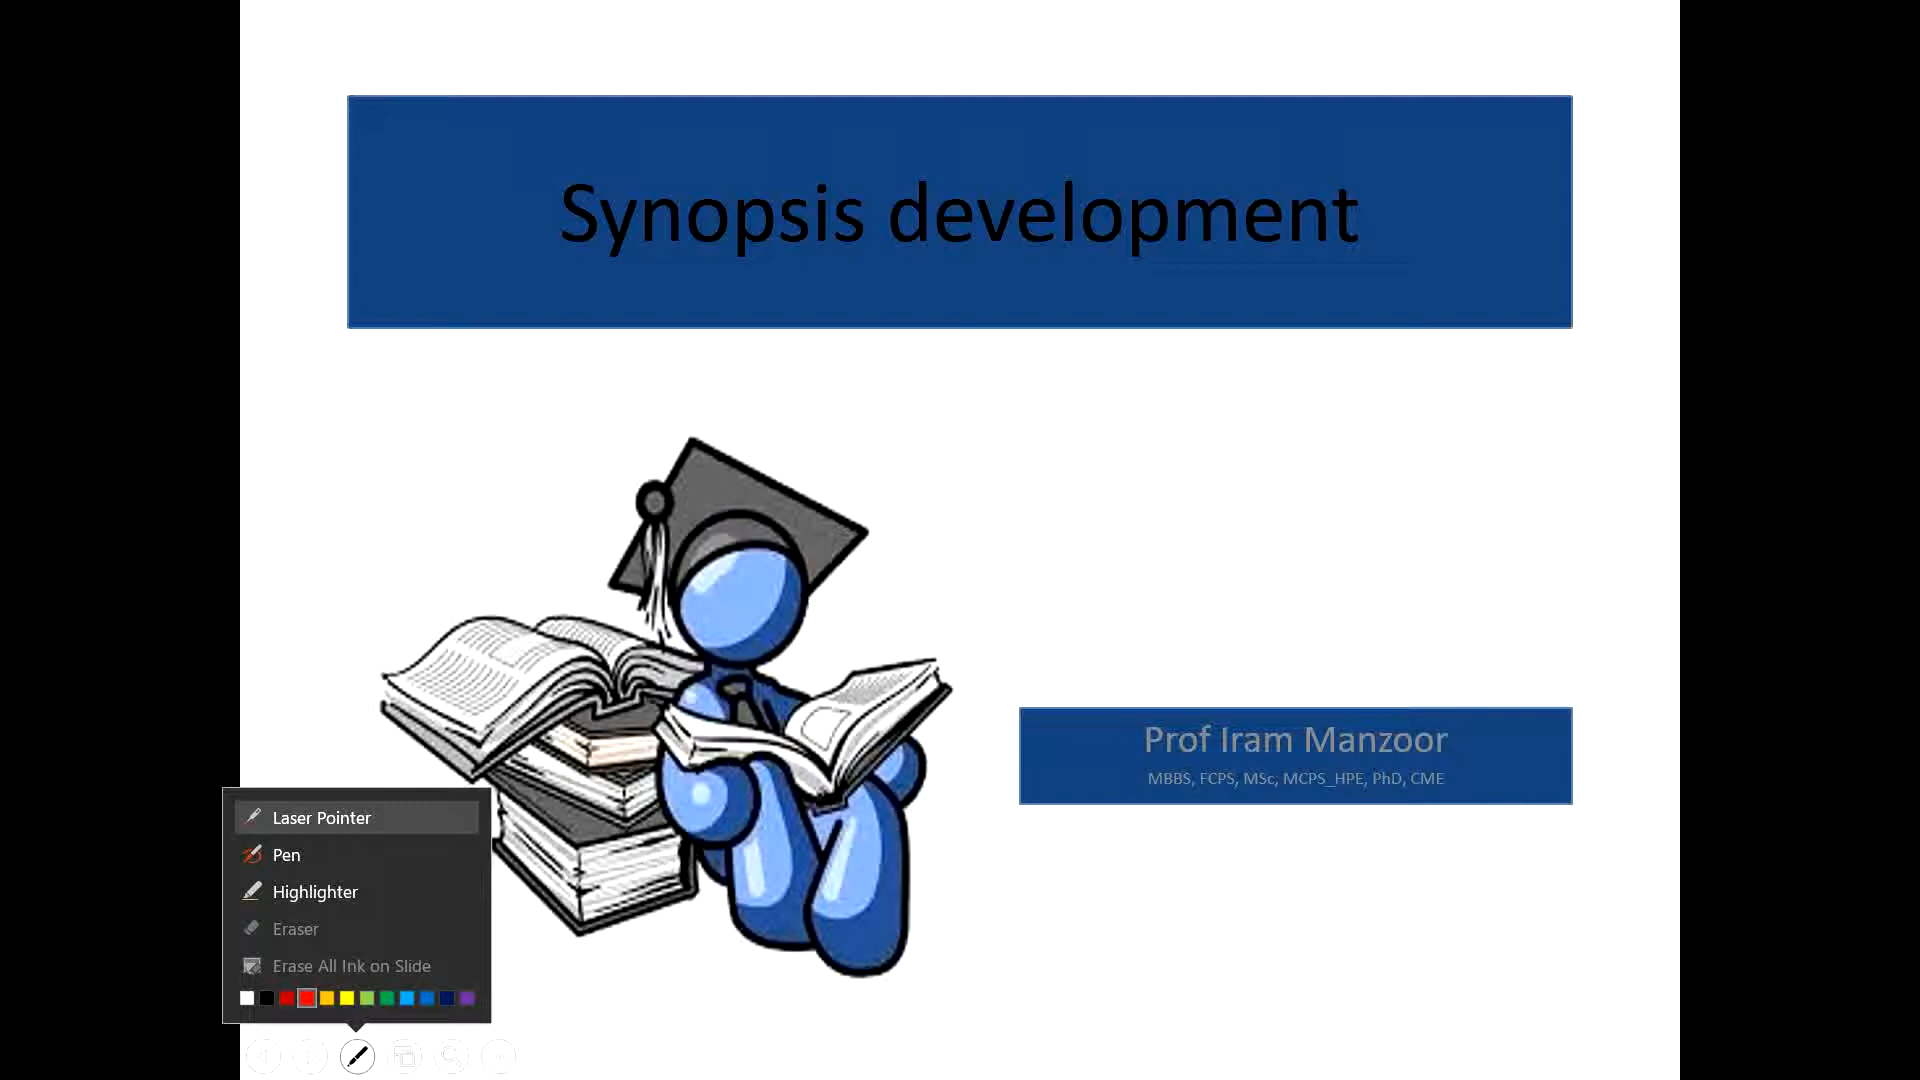 Synopsis development
Prof Iram Manzoor
MBBS, FCPS, MSc, MCPS_HPE, PhD, CME
Laser Pointer
Pen
Highlighter
Eraser
Erase All Ink on Slide